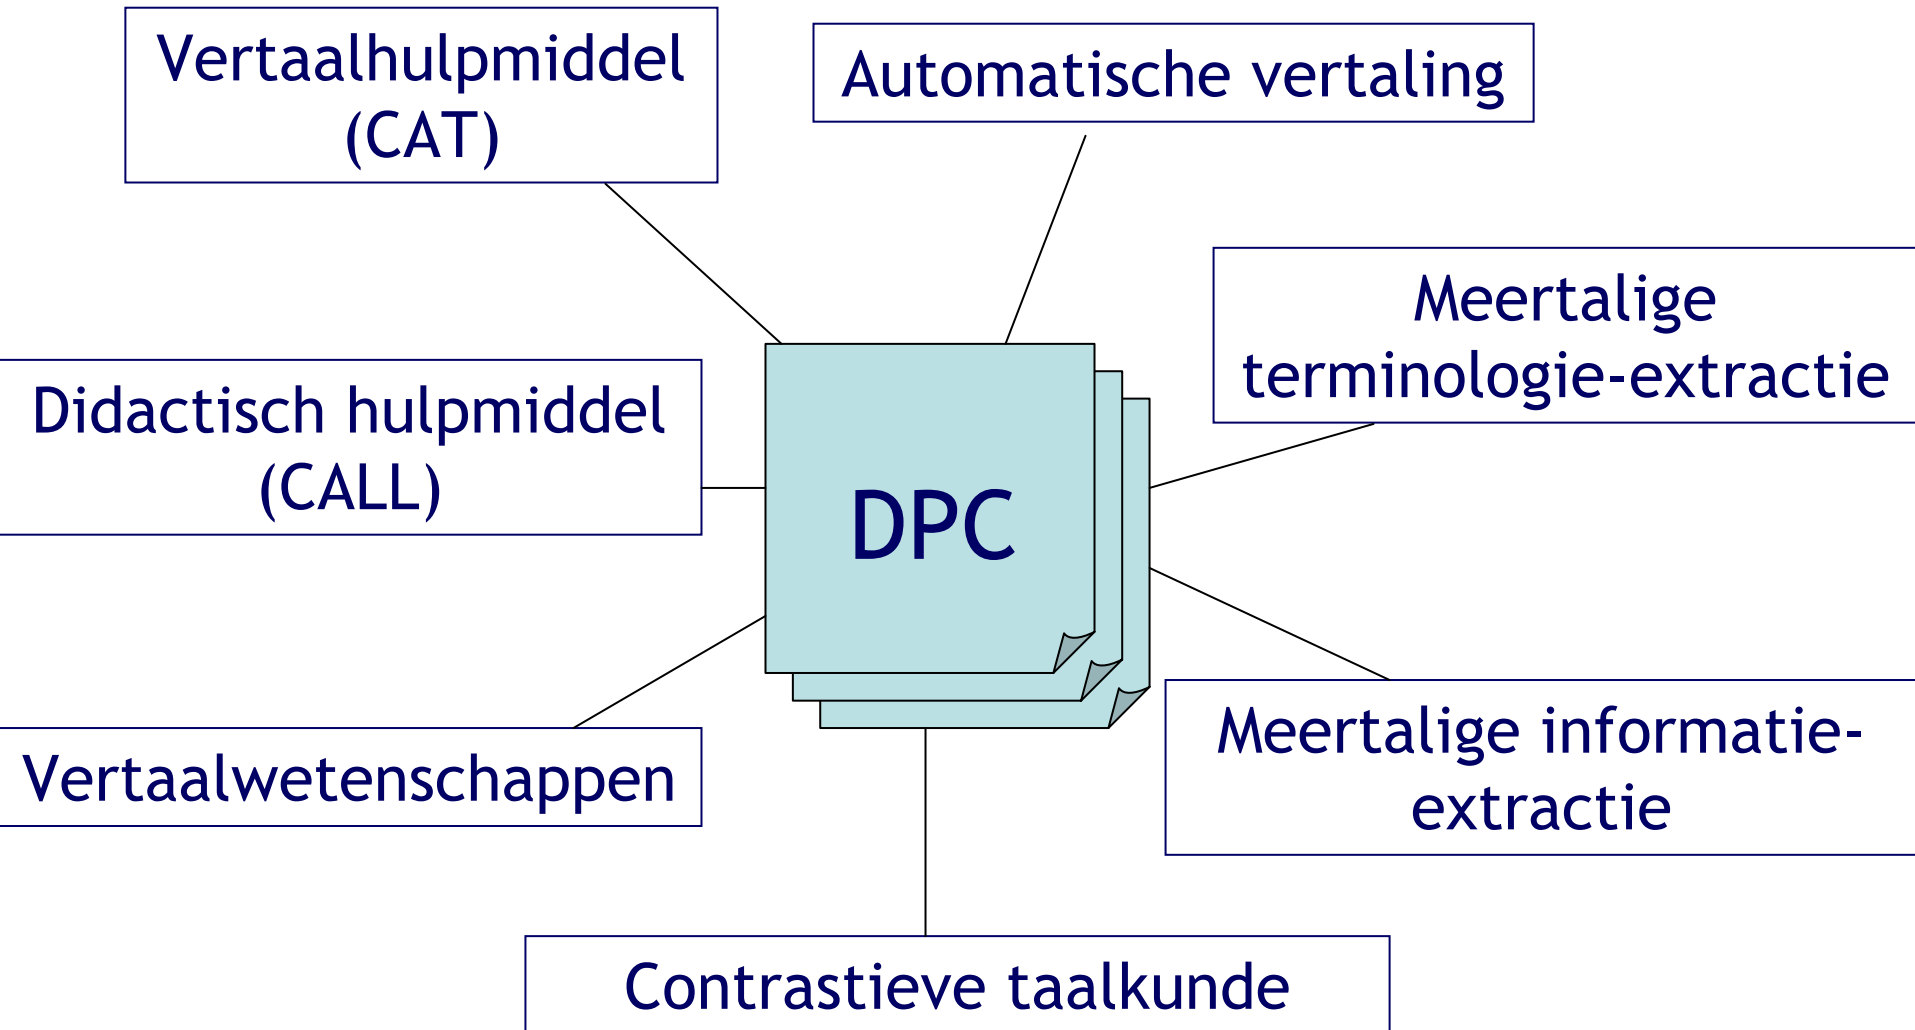 Vertaalhulpmiddel
(CAT)
Automatische vertaling
Meertalige
terminologie-extractie
Didactisch hulpmiddel
(CALL)
DPC
Meertalige informatie-
extractie
Vertaalwetenschappen
Contrastieve taalkunde